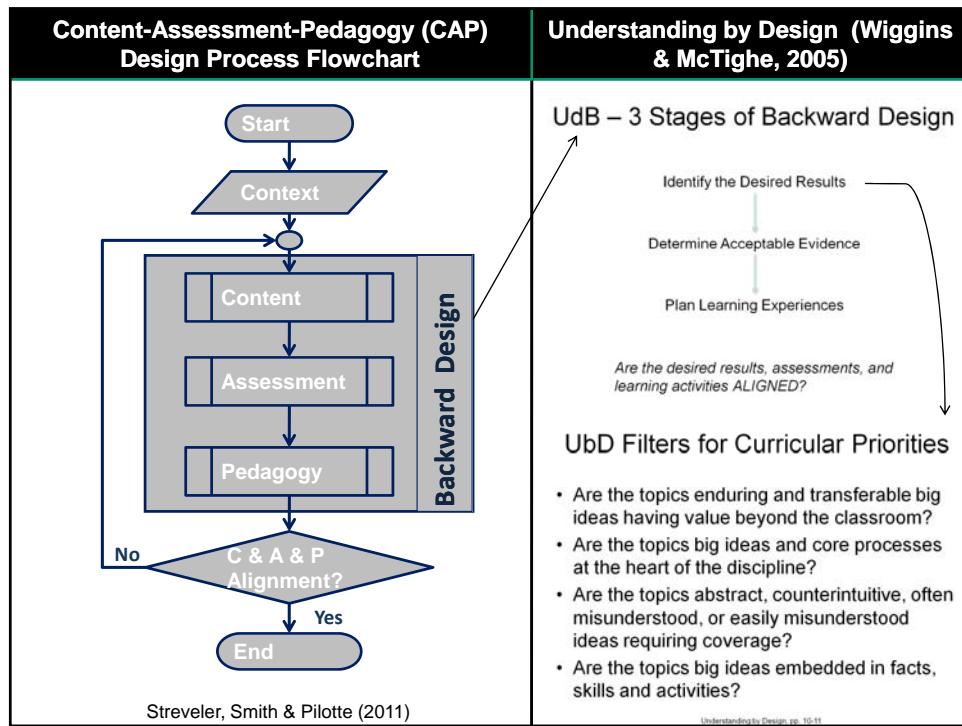 Content-Assessment-Pedagogy (CAP)
Design Process Flowchart
Start
Context
Content
Assessment
Pedagogy
Backward Design
No
C & A & P
Alignment?
Yes
End
Streveler, Smith & Pilotte (2011)
Understanding by Design (Wiggins
& McTighe, 2005)
UdB – 3 Stages of Backward Design
Identify the Desired Results
Determine Acceptable Evidence
Plan Learning Experiences
Are the desired results, assessments, and
learning activities ALIGNED?
UbD Filters for Curricular Priorities
• Are the topics enduring and transferable big
ideas having value beyond the classroom?
• Are the topics big ideas and core processes
at the heart of the discipline?
• Are the topics abstract, counterintuitive, often
misunderstood, or easily misunderstood
ideas requiring coverage?
• Are the topics big ideas embedded in facts,
skills and activities?
Understanding by Design, pp. 10-11